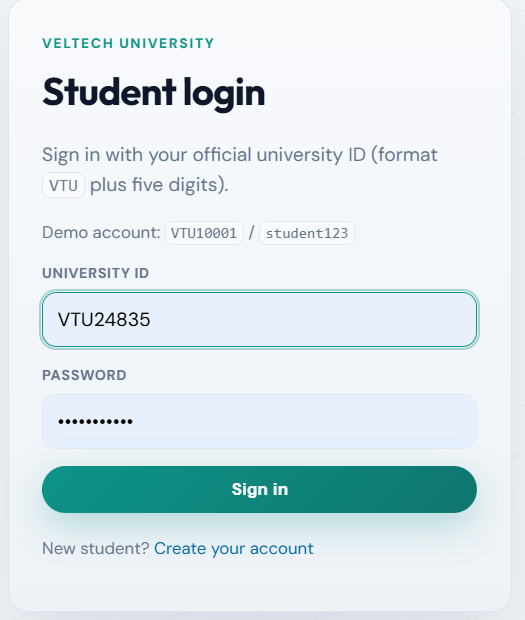 VELTECH UNIVERSITY
Student login
Sign in with your official university ID (format
VTU plus five digits).
Demo account: VTU10001 / student123
UNIVERSITY ID
VTU24835
PASSWORD
•••••••••••
Sign in
New student? Create your account